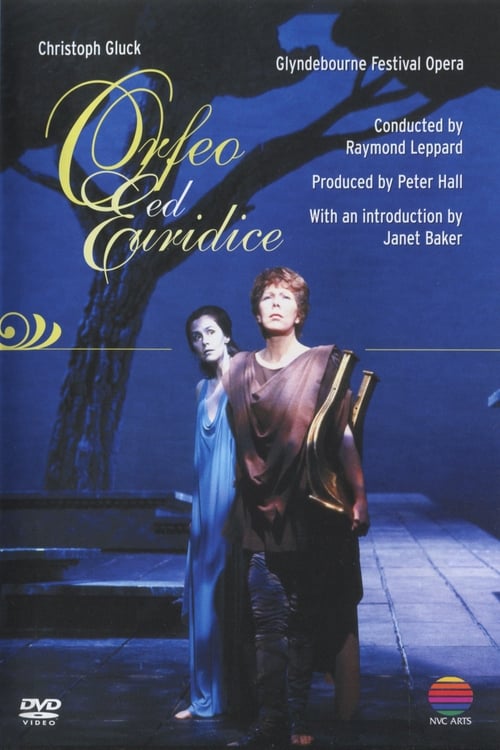 Christoph Gluck
Glyndebourne Festival Opera
Orfeo
ed
Euridice
Conducted by
Raymond Leppard
Produced by Peter Hall
With an introduction by
Janet Baker
DVD
VIDEO
NVC ARTS